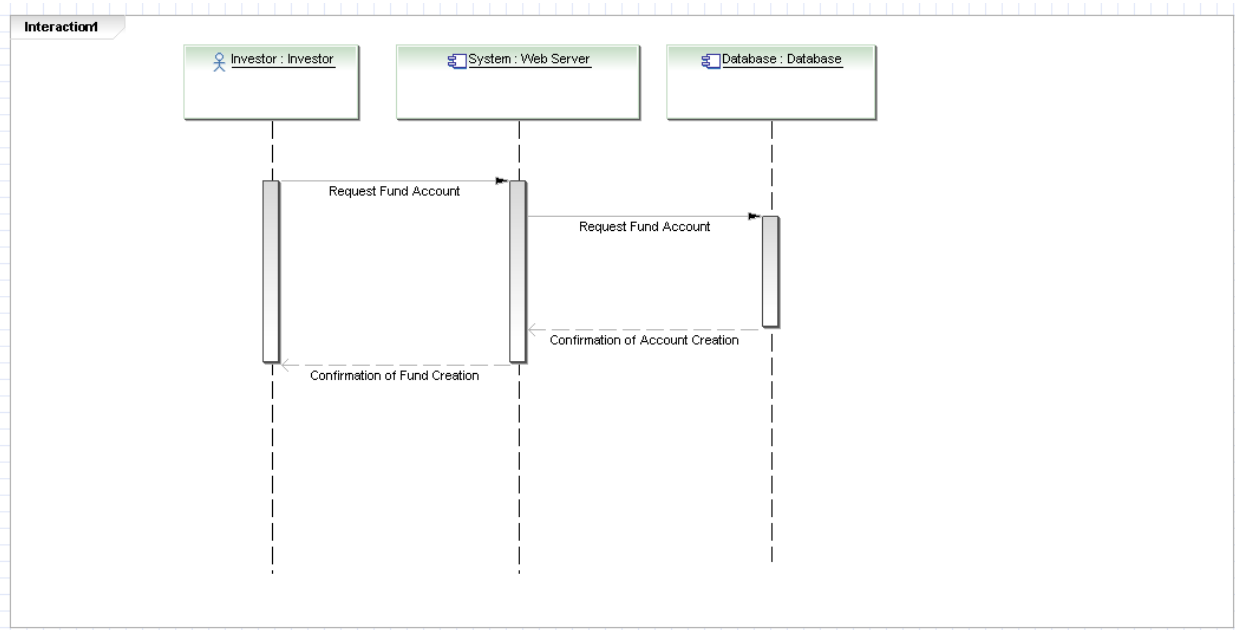 Interaction1
Investor : Investor
System : Web Server
Database : Database
Request Fund Account
Request Fund Account
Confirmation of Account Creation
Confirmation of Fund Creation